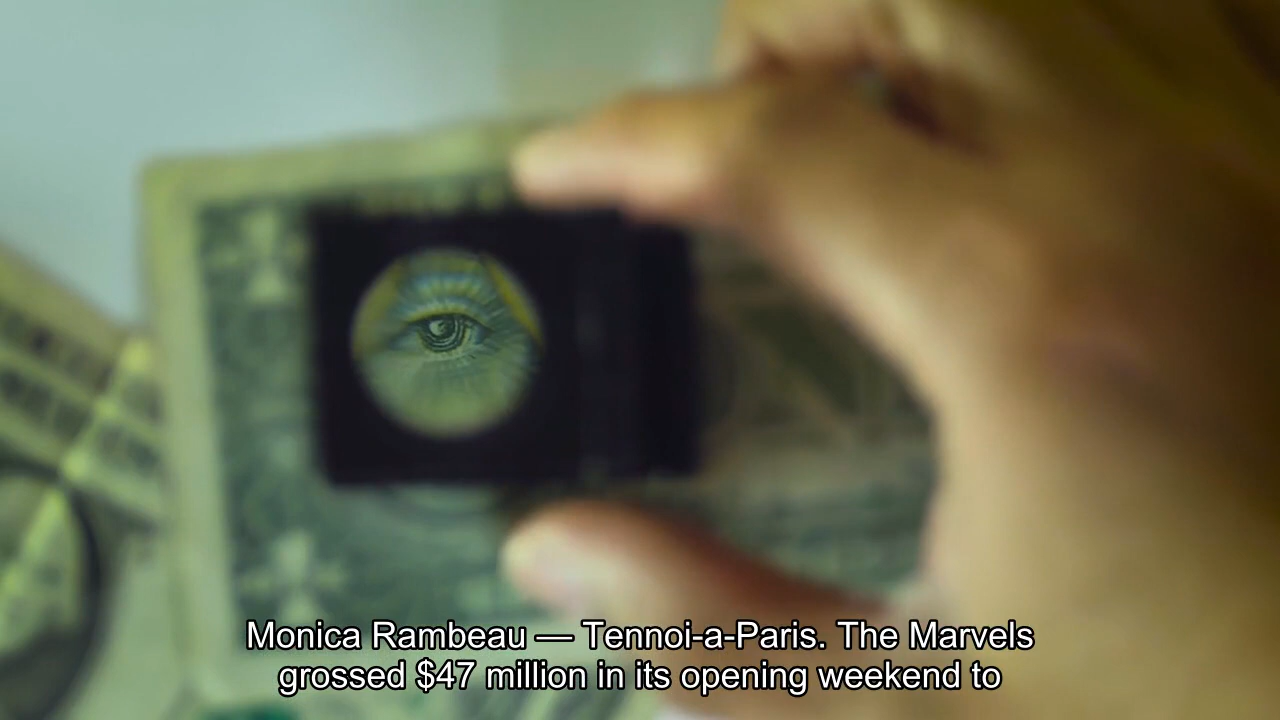 Monica Rambeau — Tennoi-a-Paris. The Marvels
grossed $47 million in its opening weekend to